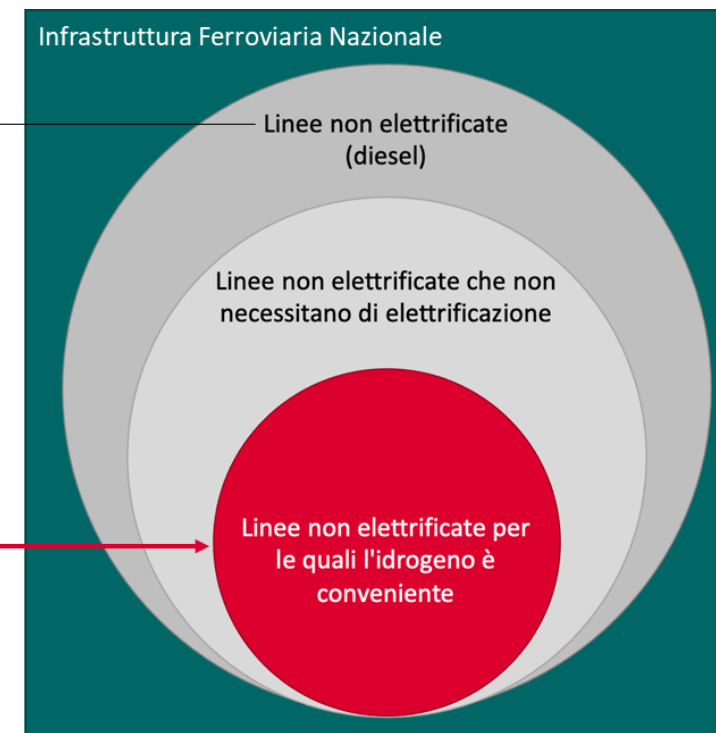 Infrastruttura Ferroviaria Nazionale
Linee non elettrificate
(diesel)
Linee non elettrificate che non
necessitano di elettrificazione
Linee non elettrificate per
le quali l'idrogeno è
conveniente